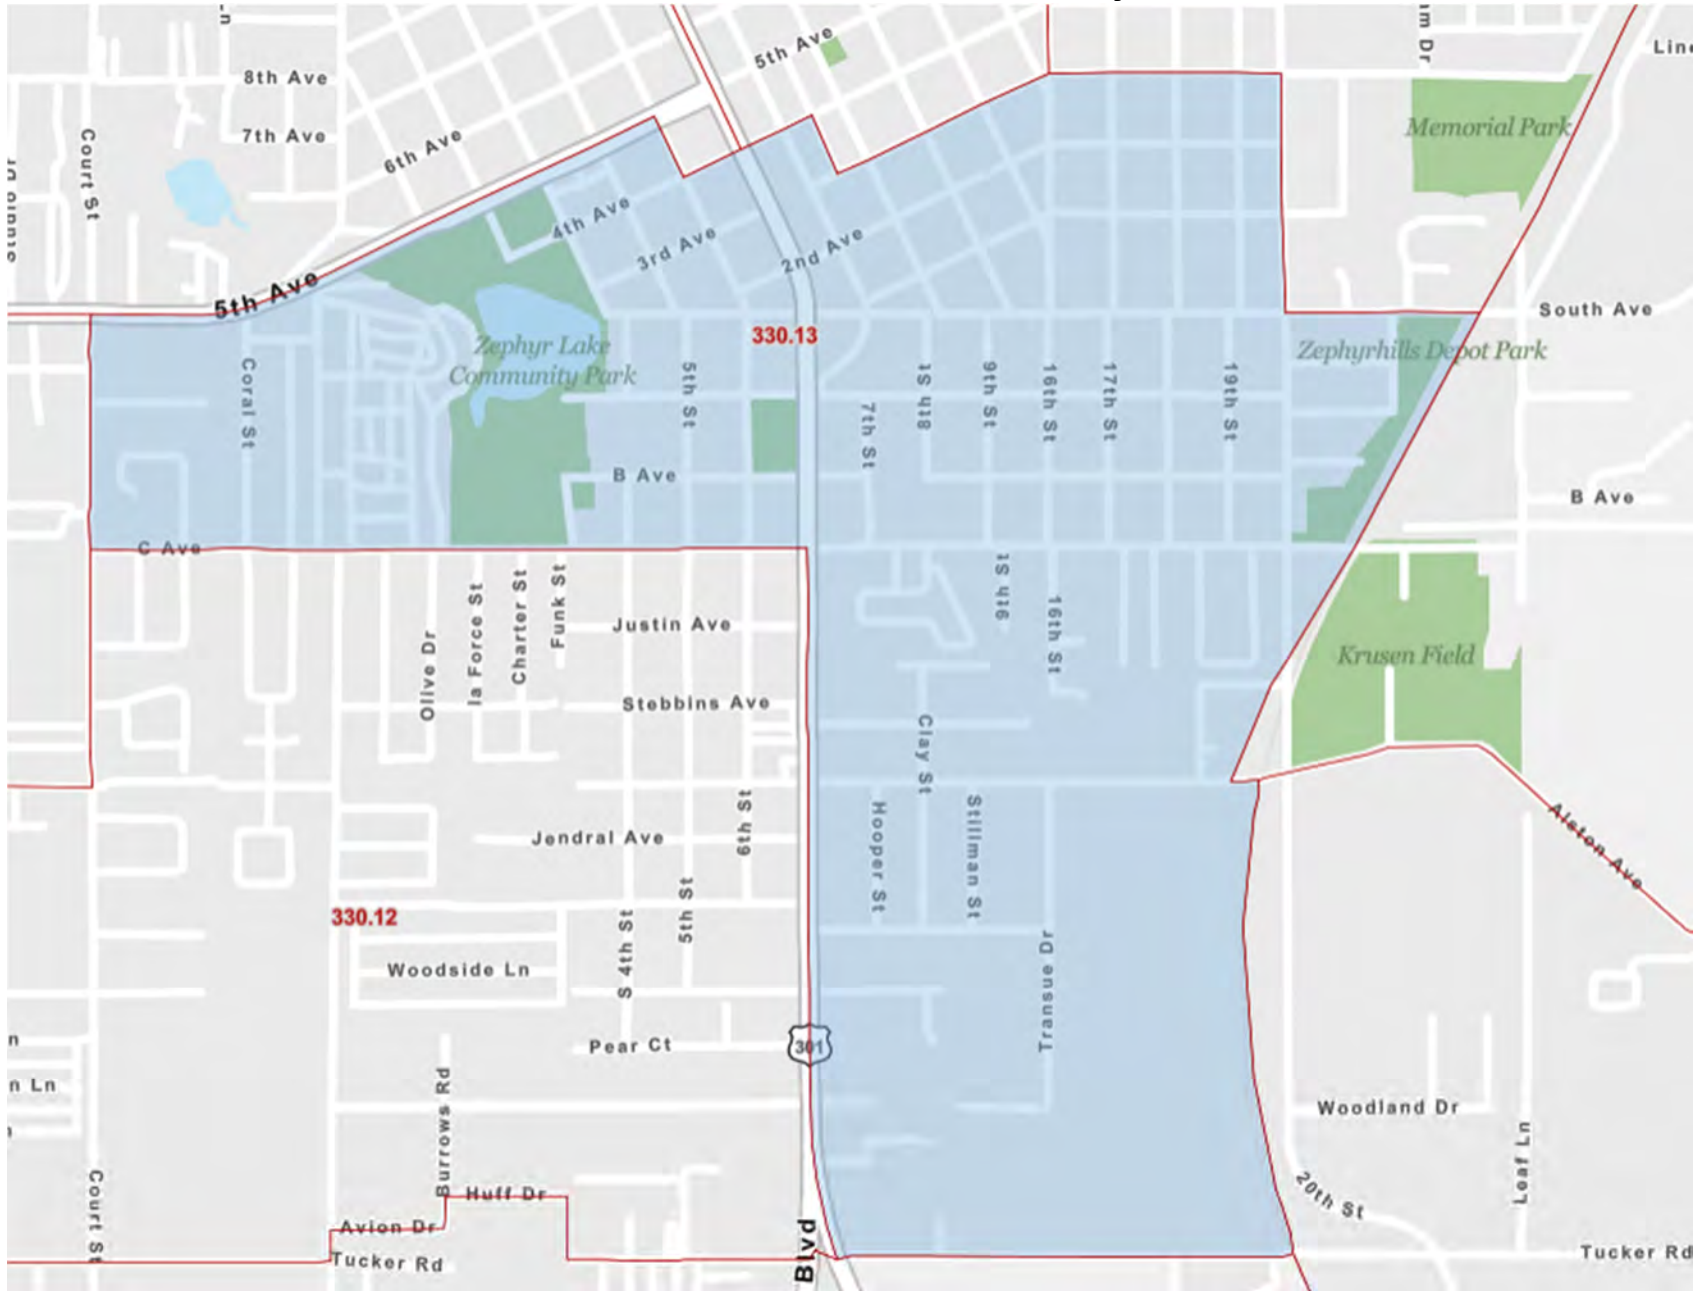 5th Ave
8th Ave
7th Ave
6th Ave
Court St
Memorial Park
4th Ave
3rd Ave
2nd Ave
5th Ave
South Ave
330.13
Zephyr Lake
Community Park
Zephyrhills Depot Park
Coral St
5th St
7th St
8th St
9th St
16th St
17th St
19th St
B Ave
B Ave
C Ave
9th St
16th St
Olive Dr
la Force St
Charter St
Funk St
Justin Ave
Krusen Field
Stebbins Ave
Clay St
Jendral Ave
6th St
Hooper St
Stillman St
Alston Ave
330.12
5th St
S 4th St
Woodside Ln
Transue Dr
Pear Ct
301
n Ln
Burrows Rd
Woodland Dr
Leaf Ln
Court St
Huff Dr
20th St
Avion Dr
Blvd
Tucker Rd
Tucker Rd